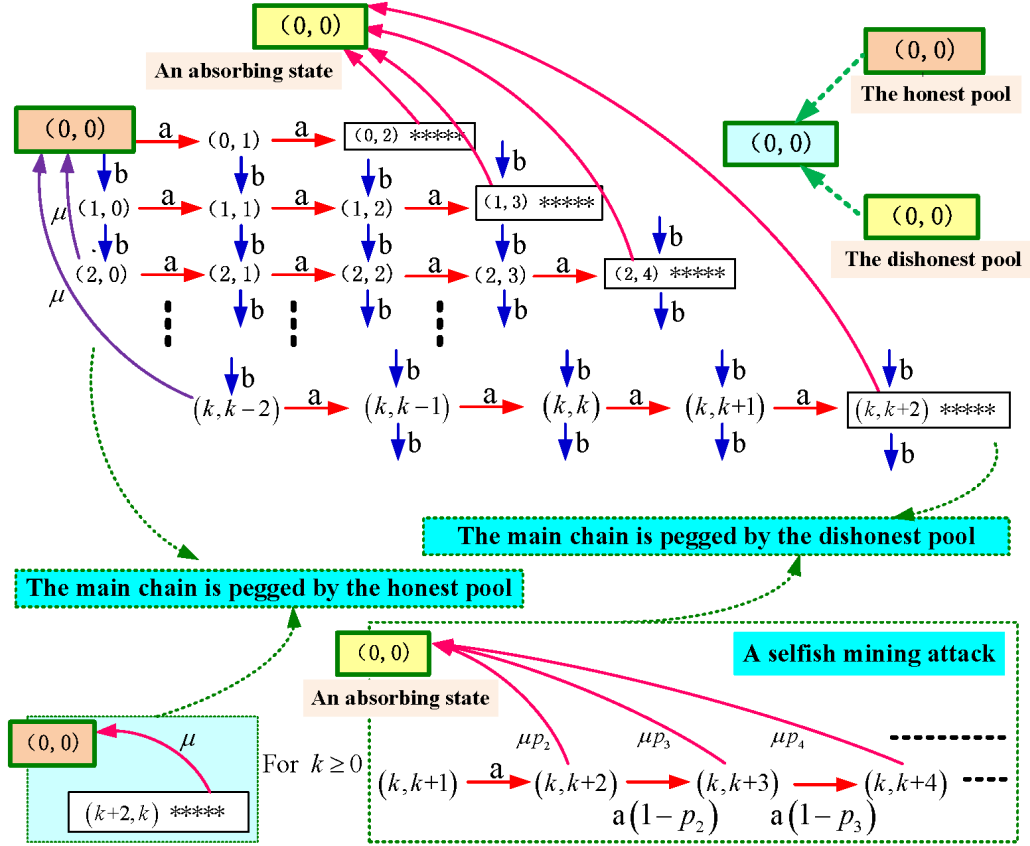 (0,0)
An absorbing state
(0,0)
The honest pool
(0,0)
(0,0)
The dishonest pool
(0,0) a (0,1) a (0,2) *****
b b b b
μ (1,0) a (1,1) a (1,2) a (1,3) *****
b b b b
(2,0) a (2,1) a (2,2) a (2,3) a (2,4) *****
μ b b b b
b b b b b
(k,k−2) a (k,k−1) a (k,k) a (k,k+1) a (k,k+2) *****
b b b b
The main chain is pegged by the dishonest pool
The main chain is pegged by the honest pool
(0,0)
An absorbing state
A selfish mining attack
(0,0) μ
For k ≥ 0
(k+2,k) *****
μp₂ μp₃ μp₄
(k,k+1) a (k,k+2) (k,k+3) (k,k+4)
a(1−p₂) a(1−p₃)